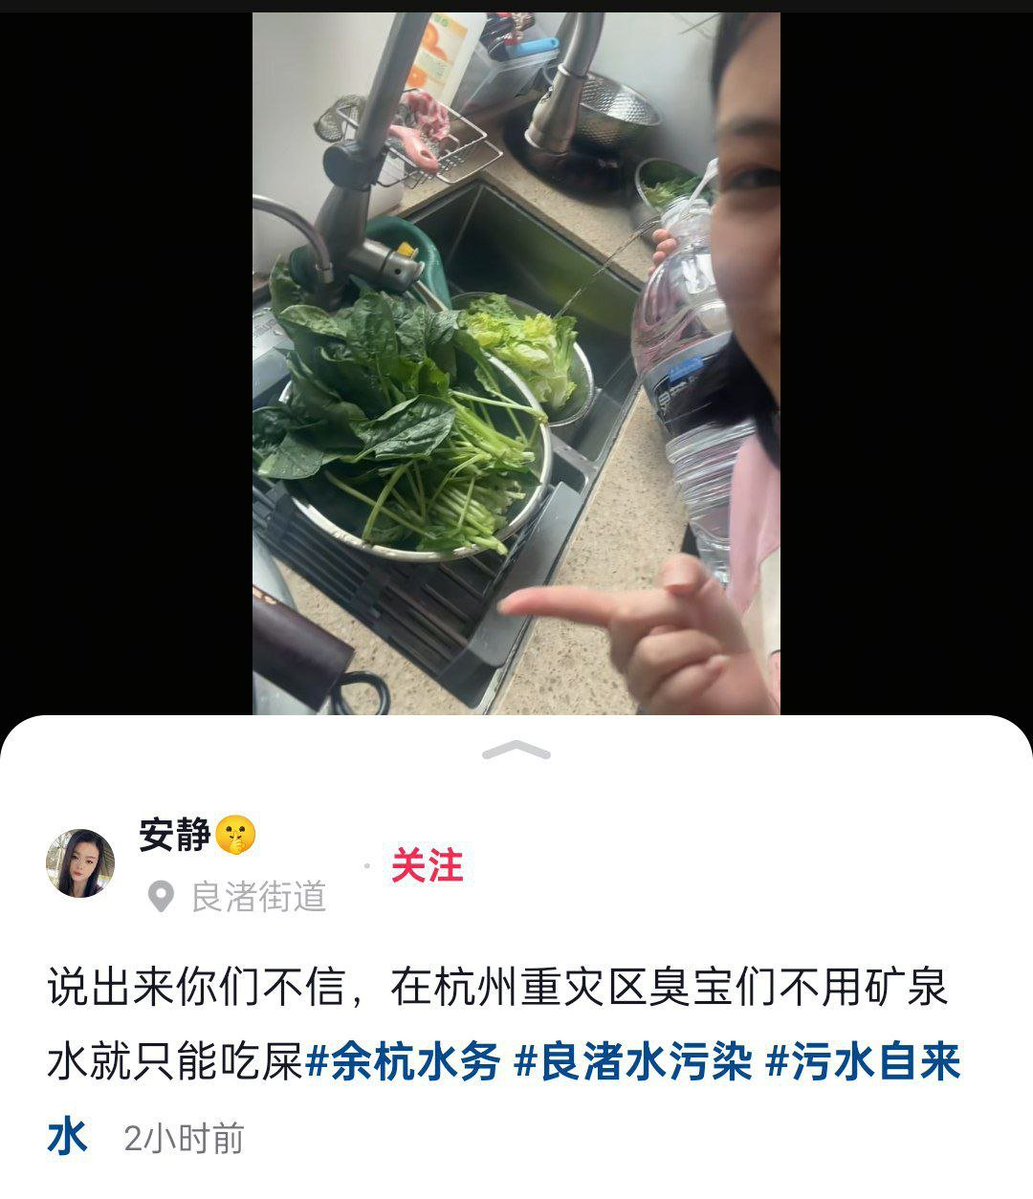 安静🤫
良渚街道
关注
说出来你们不信，在杭州重灾区臭宝们不用矿泉
水就只能吃屎#余杭水务 #良渚水污染 #污水自来
水 2小时前